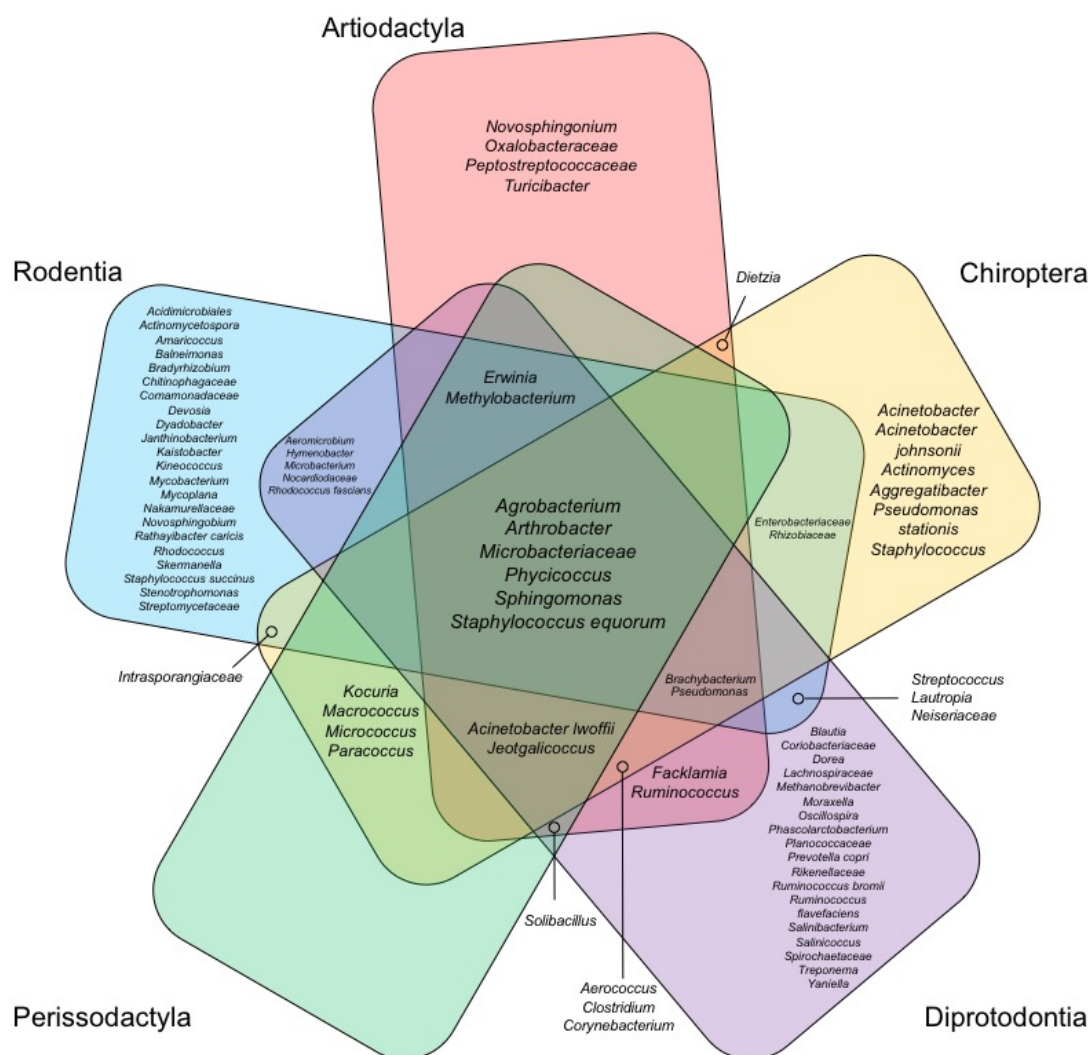 Artiodactyla
Novosphingonium
Oxalobacteraceae
Peptostreptococcaceae
Turicibacter
Rodentia
Dietzia
Chiroptera
Acidimicrobiales
Actinomycetospora
Amaricoccus
Balneimonas
Bradyrhizobium
Chitinophagaceae
Comamonadaceae
Devosia
Dyadobacter
Janthinobacterium
Kaistobacter
Kineococcus
Mycobacterium
Mycoplana
Nakamurellaceae
Novosphingobium
Rathayibacter caricis
Rhodococcus
Skermanella
Staphylococcus succinus
Stenotrophomonas
Streptomycetaceae
Aeromicrobium
Hymenobacter
Microbacterium
Nocardiodaceae
Rhodococcus fascians
Erwinia
Methylobacterium
Acinetobacter
Acinetobacter
johnsonii
Actinomyces
Aggregatibacter
Pseudomonas
stationis
Staphylococcus
Enterobacteriaceae
Rhizobiaceae
Agrobacterium
Arthrobacter
Microbacteriaceae
Phycicoccus
Sphingomonas
Staphylococcus equorum
Intrasporangiaceae
Kocuria
Macrococcus
Micrococcus
Paracoccus
Brachybacterium
Pseudomonas
Streptococcus
Lautropia
Neiseriaceae
Acinetobacter lwoffii
Jeotgalicoccus
Facklamia
Ruminococcus
Blautia
Coriobacteriaceae
Dorea
Lachnospiraceae
Methanobrevibacter
Moraxella
Oscillospira
Phascolarctobacterium
Planococcaceae
Prevotella copri
Rikenellaceae
Ruminococcus bromii
Ruminococcus
flavefaciens
Salinibacterium
Salinicoccus
Spirochaetaceae
Treponema
Yaniella
Solibacillus
Aerococcus
Clostridium
Corynebacterium
Perissodactyla
Diprotodontia